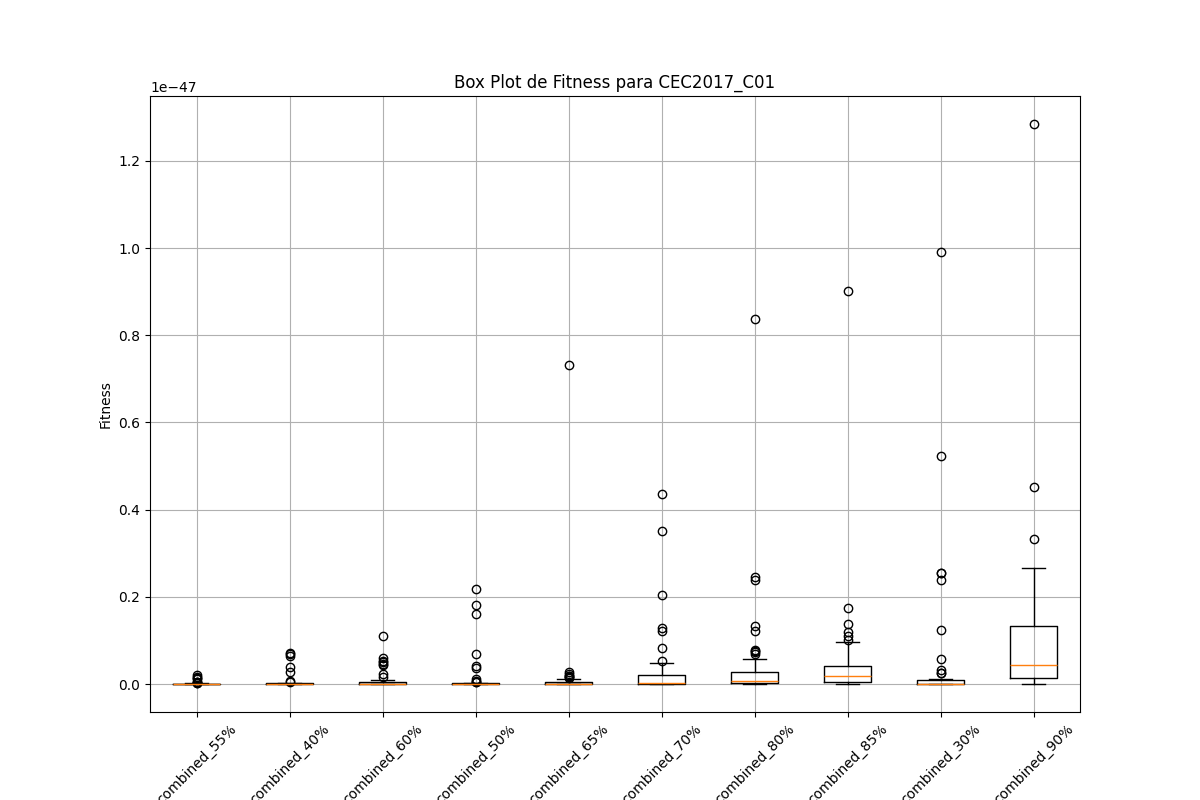 Box Plot de Fitness para CEC2017_C01
1e−47
1.2
1.0
0.8
0.6
0.4
0.2
0.0
Fitness
combined_55%
combined_40%
combined_60%
combined_50%
combined_65%
combined_70%
combined_80%
combined_85%
combined_30%
combined_90%